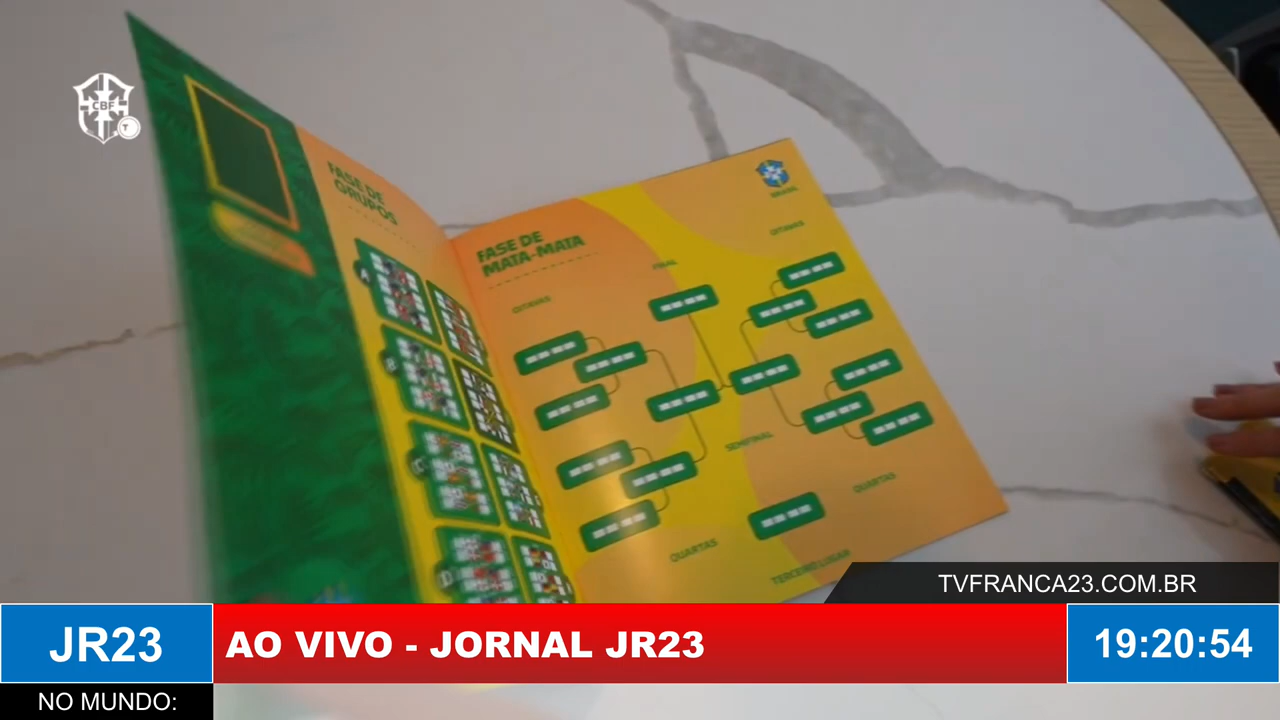 CBF
FASE DE
GRUPOS
A
B
C
D
FASE DE
MATA-MATA
BRASIL
OITAVAS
FINAL
OITAVAS
SEMIFINAL
QUARTAS
QUARTAS
TERCEIRO LUGAR
TVFRANCA23.COM.BR
JR23
AO VIVO - JORNAL JR23
19:20:54
NO MUNDO: